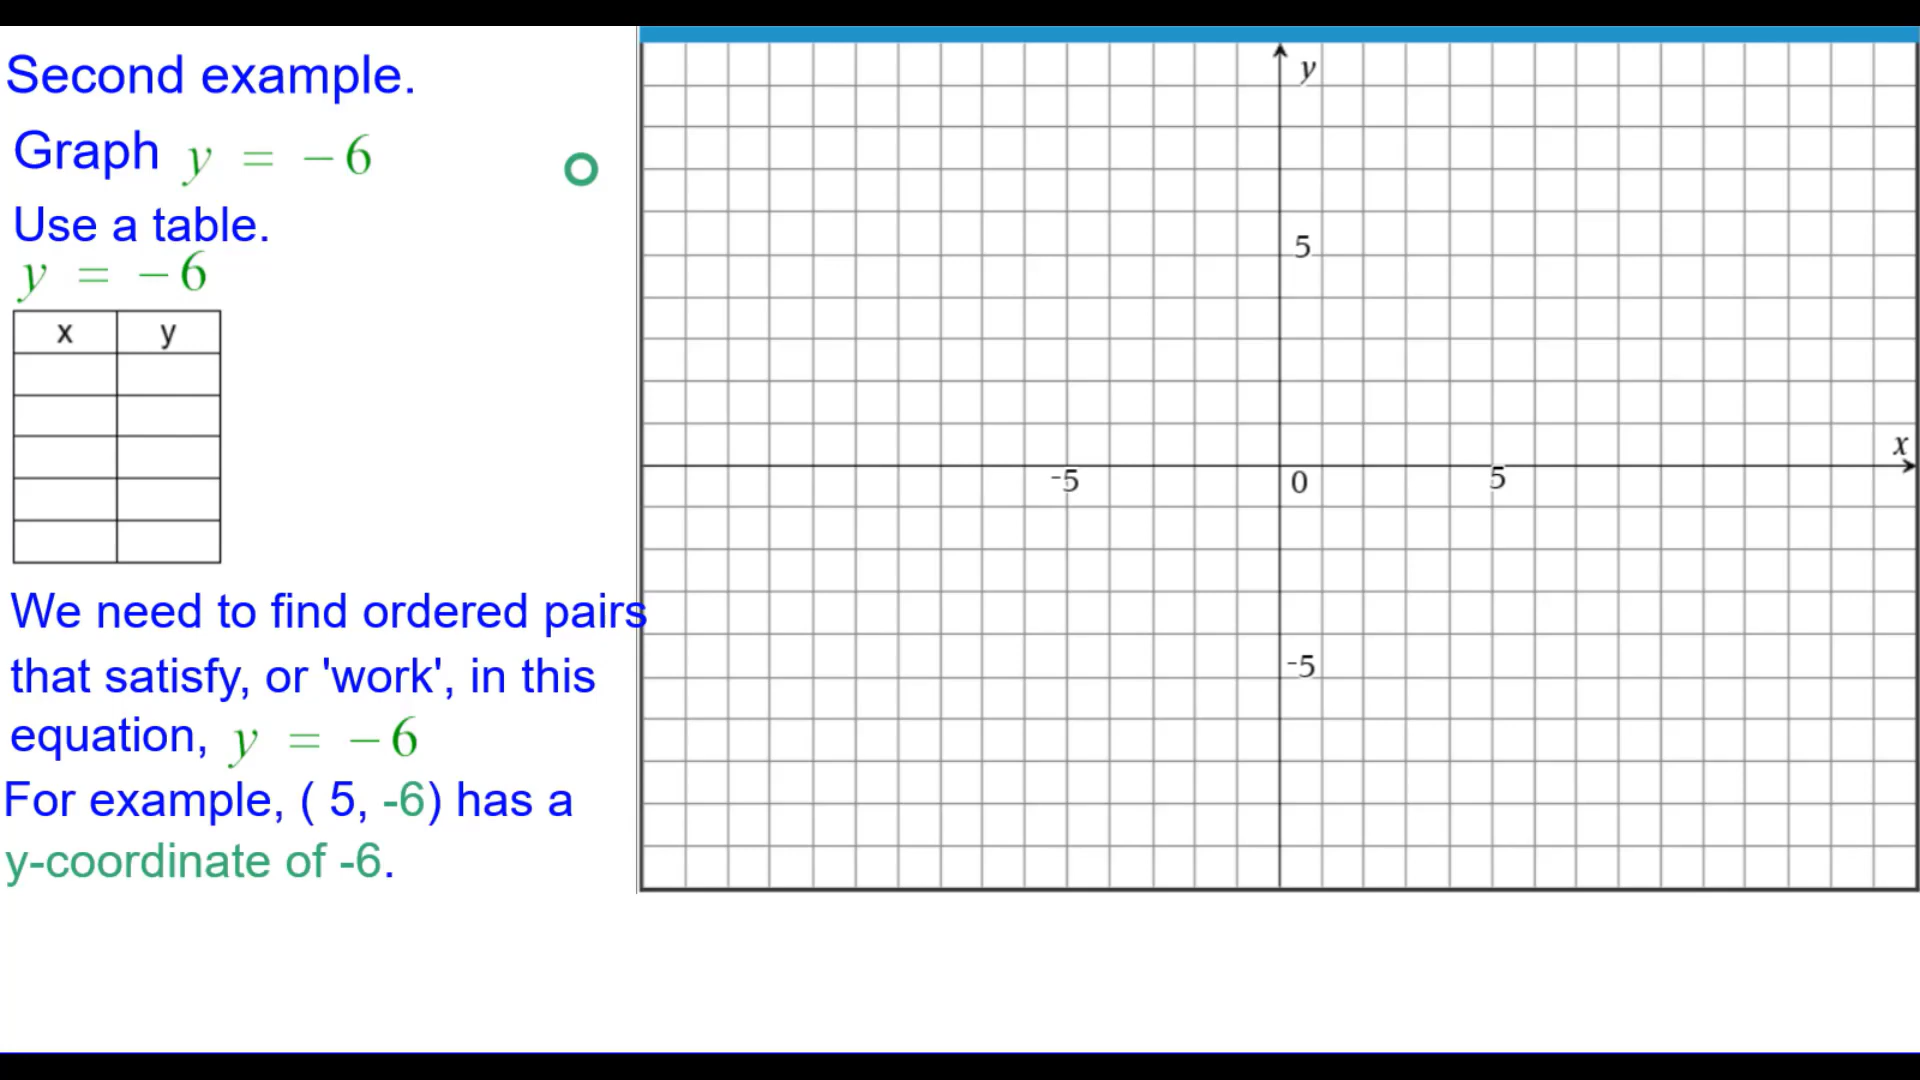 Second example.
Graph y = -6
Use a table.
y = -6
x y
We need to find ordered pairs
that satisfy, or 'work', in this
equation, y = -6
For example, ( 5, -6) has a
y-coordinate of -6.
y
5
x
-5 0 5
-5